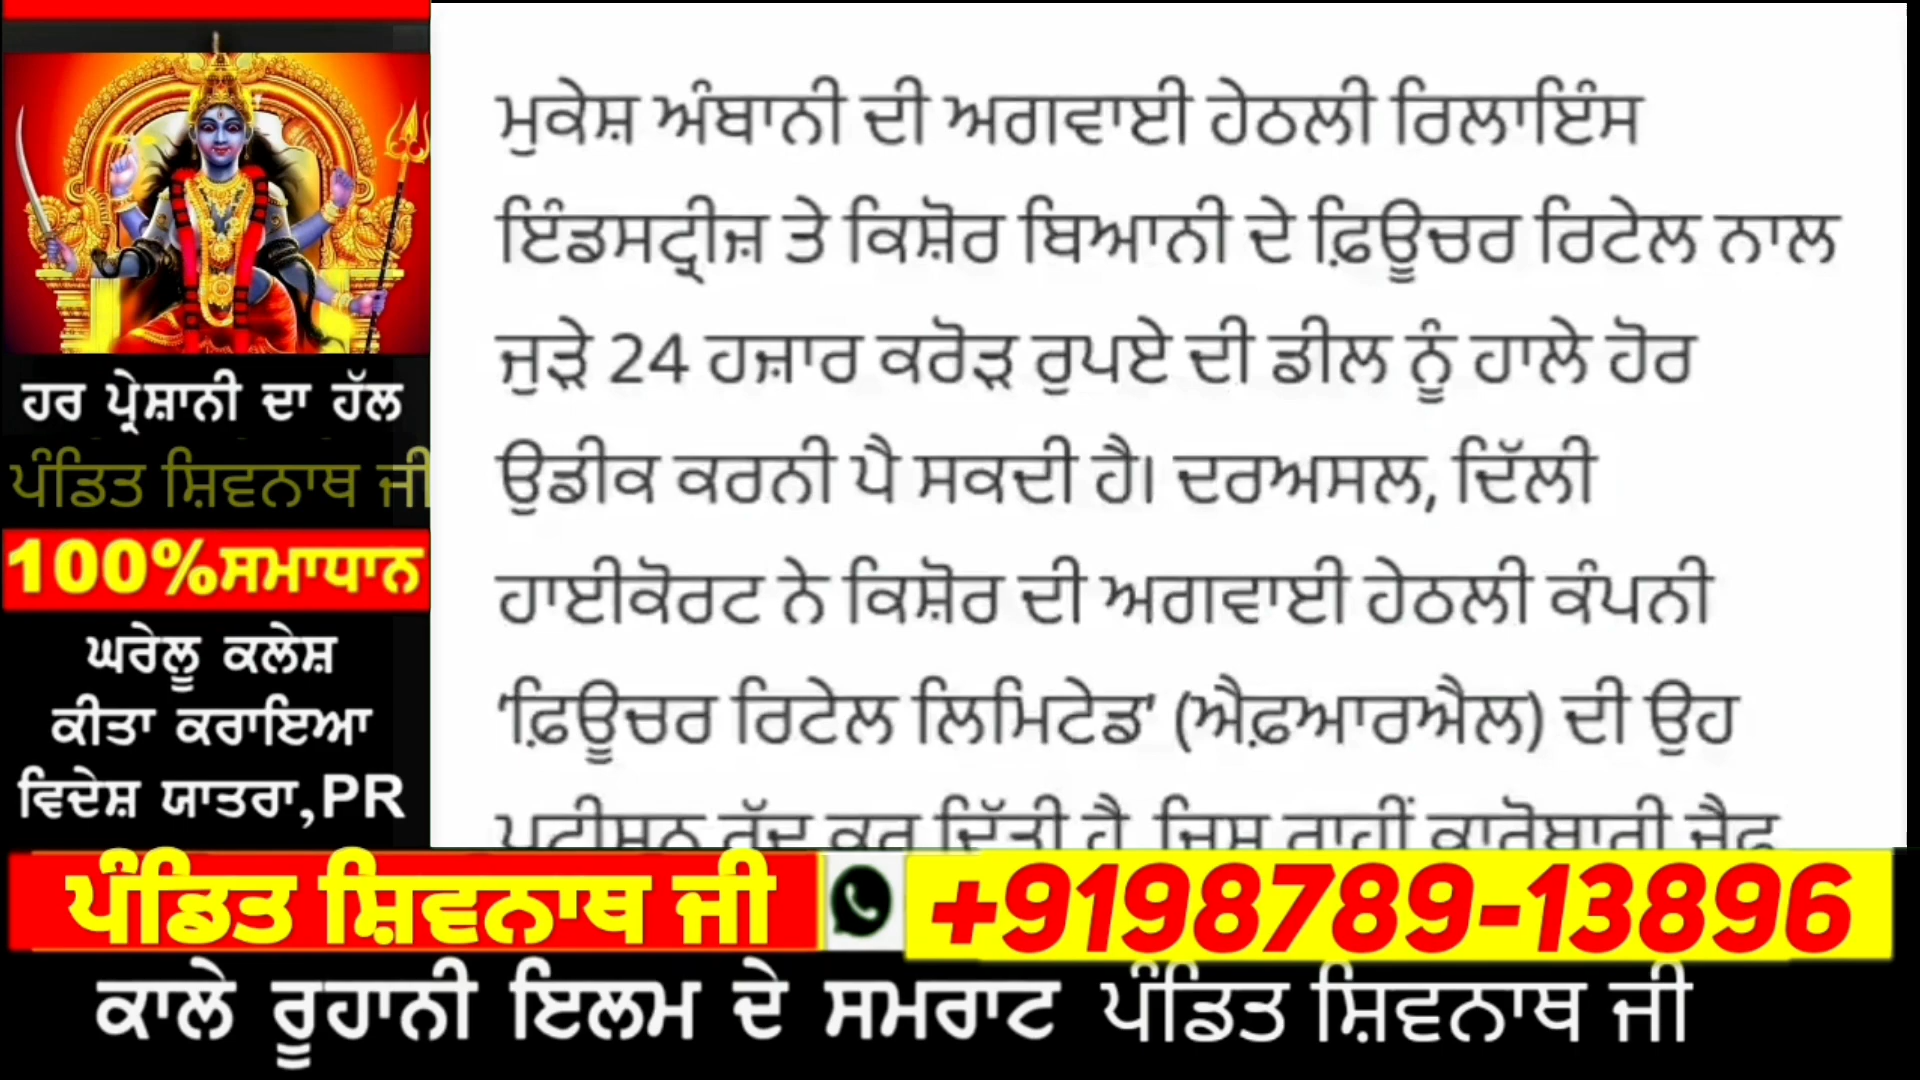 ਮੁਕੇਸ਼ ਅੰਬਾਨੀ ਦੀ ਅਗਵਾਈ ਹੇਠਲੀ ਰਿਲਾਇੰਸ
ਇੰਡਸਟ੍ਰੀਜ਼ ਤੇ ਕਿਸ਼ੋਰ ਬਿਆਨੀ ਦੇ ਫ਼ਿਊਚਰ ਰਿਟੇਲ ਨਾਲ
ਜੁੜੇ 24 ਹਜ਼ਾਰ ਕਰੋੜ ਰੁਪਏ ਦੀ ਡੀਲ ਨੂੰ ਹਾਲੇ ਹੋਰ
ਉਡੀਕ ਕਰਨੀ ਪੈ ਸਕਦੀ ਹੈ। ਦਰਅਸਲ, ਦਿੱਲੀ
ਹਾਈਕੋਰਟ ਨੇ ਕਿਸ਼ੋਰ ਦੀ ਅਗਵਾਈ ਹੇਠਲੀ ਕੰਪਨੀ
‘ਫ਼ਿਊਚਰ ਰਿਟੇਲ ਲਿਮਿਟੇਡ’ (ਐਫ਼ਆਰਐਲ) ਦੀ ਉਹ
ਪਟੀਸ਼ਨ ਰੱਦ ਕਰ ਦਿੱਤੀ ਹੈ, ਜਿਸ ਰਾਹੀਂ ਕਾਰੋਬਾਰੀ ਜੈਫ਼
ਹਰ ਪ੍ਰੇਸ਼ਾਨੀ ਦਾ ਹੱਲ
ਪੰਡਿਤ ਸ਼ਿਵਨਾਥ ਜੀ
100%ਸਮਾਧਾਨ
ਘਰੇਲੂ ਕਲੇਸ਼
ਕੀਤਾ ਕਰਾਇਆ
ਵਿਦੇਸ਼ ਯਾਤਰਾ,PR
ਪੰਡਿਤ ਸ਼ਿਵਨਾਥ ਜੀ +9198789-13896
ਕਾਲੇ ਰੂਹਾਨੀ ਇਲਮ ਦੇ ਸਮਰਾਟ ਪੰਡਿਤ ਸ਼ਿਵਨਾਥ ਜੀ